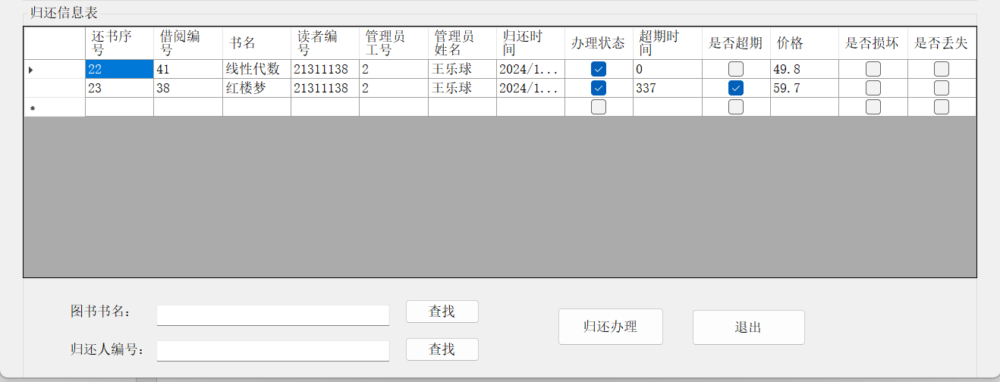 归还信息表
还书序号 借阅编号 书名 读者编号 管理员工号 管理员姓名 归还时间 办理状态 超期时间 是否超期 价格 是否损坏 是否丢失
22 41 线性代数 21311138 2 王乐球 2024/1... 0 49.8
23 38 红楼梦 21311138 2 王乐球 2024/1... 337 59.7
图书书名： 查找
归还办理 退出
归还人编号： 查找